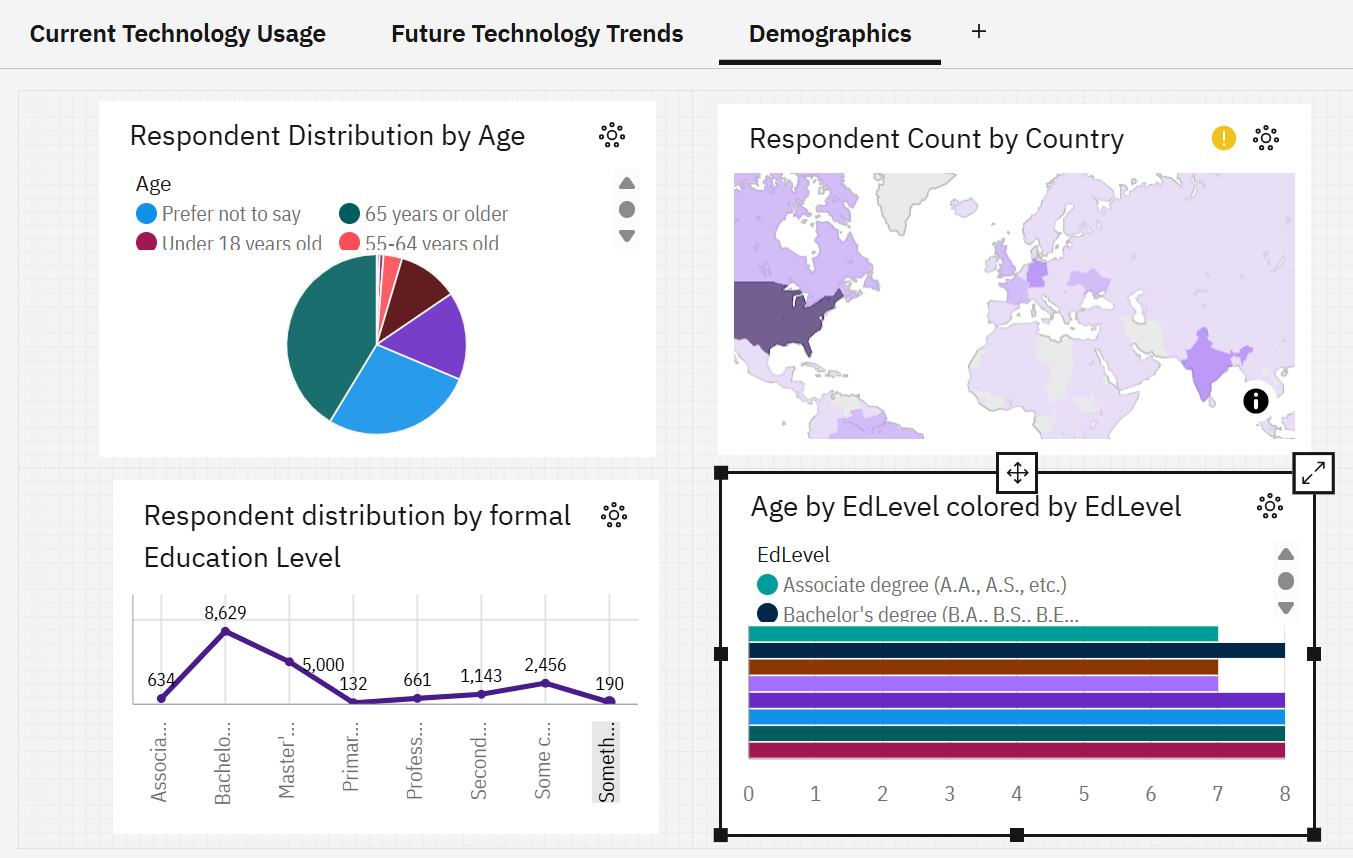 Current Technology Usage
Future Technology Trends
Demographics
+
Respondent Distribution by Age
Age
Prefer not to say
65 years or older
Under 18 years old
55-64 years old
Respondent Count by Country
Respondent distribution by formal
Education Level
634
8,629
5,000
132
661
1,143
2,456
190
Associa...
Bachelo...
Master'...
Primar...
Profess...
Second...
Some c...
Someth...
Age by EdLevel colored by EdLevel
EdLevel
Associate degree (A.A., A.S., etc.)
Bachelor's degree (B.A., B.S., B.E...
0 1 2 3 4 5 6 7 8